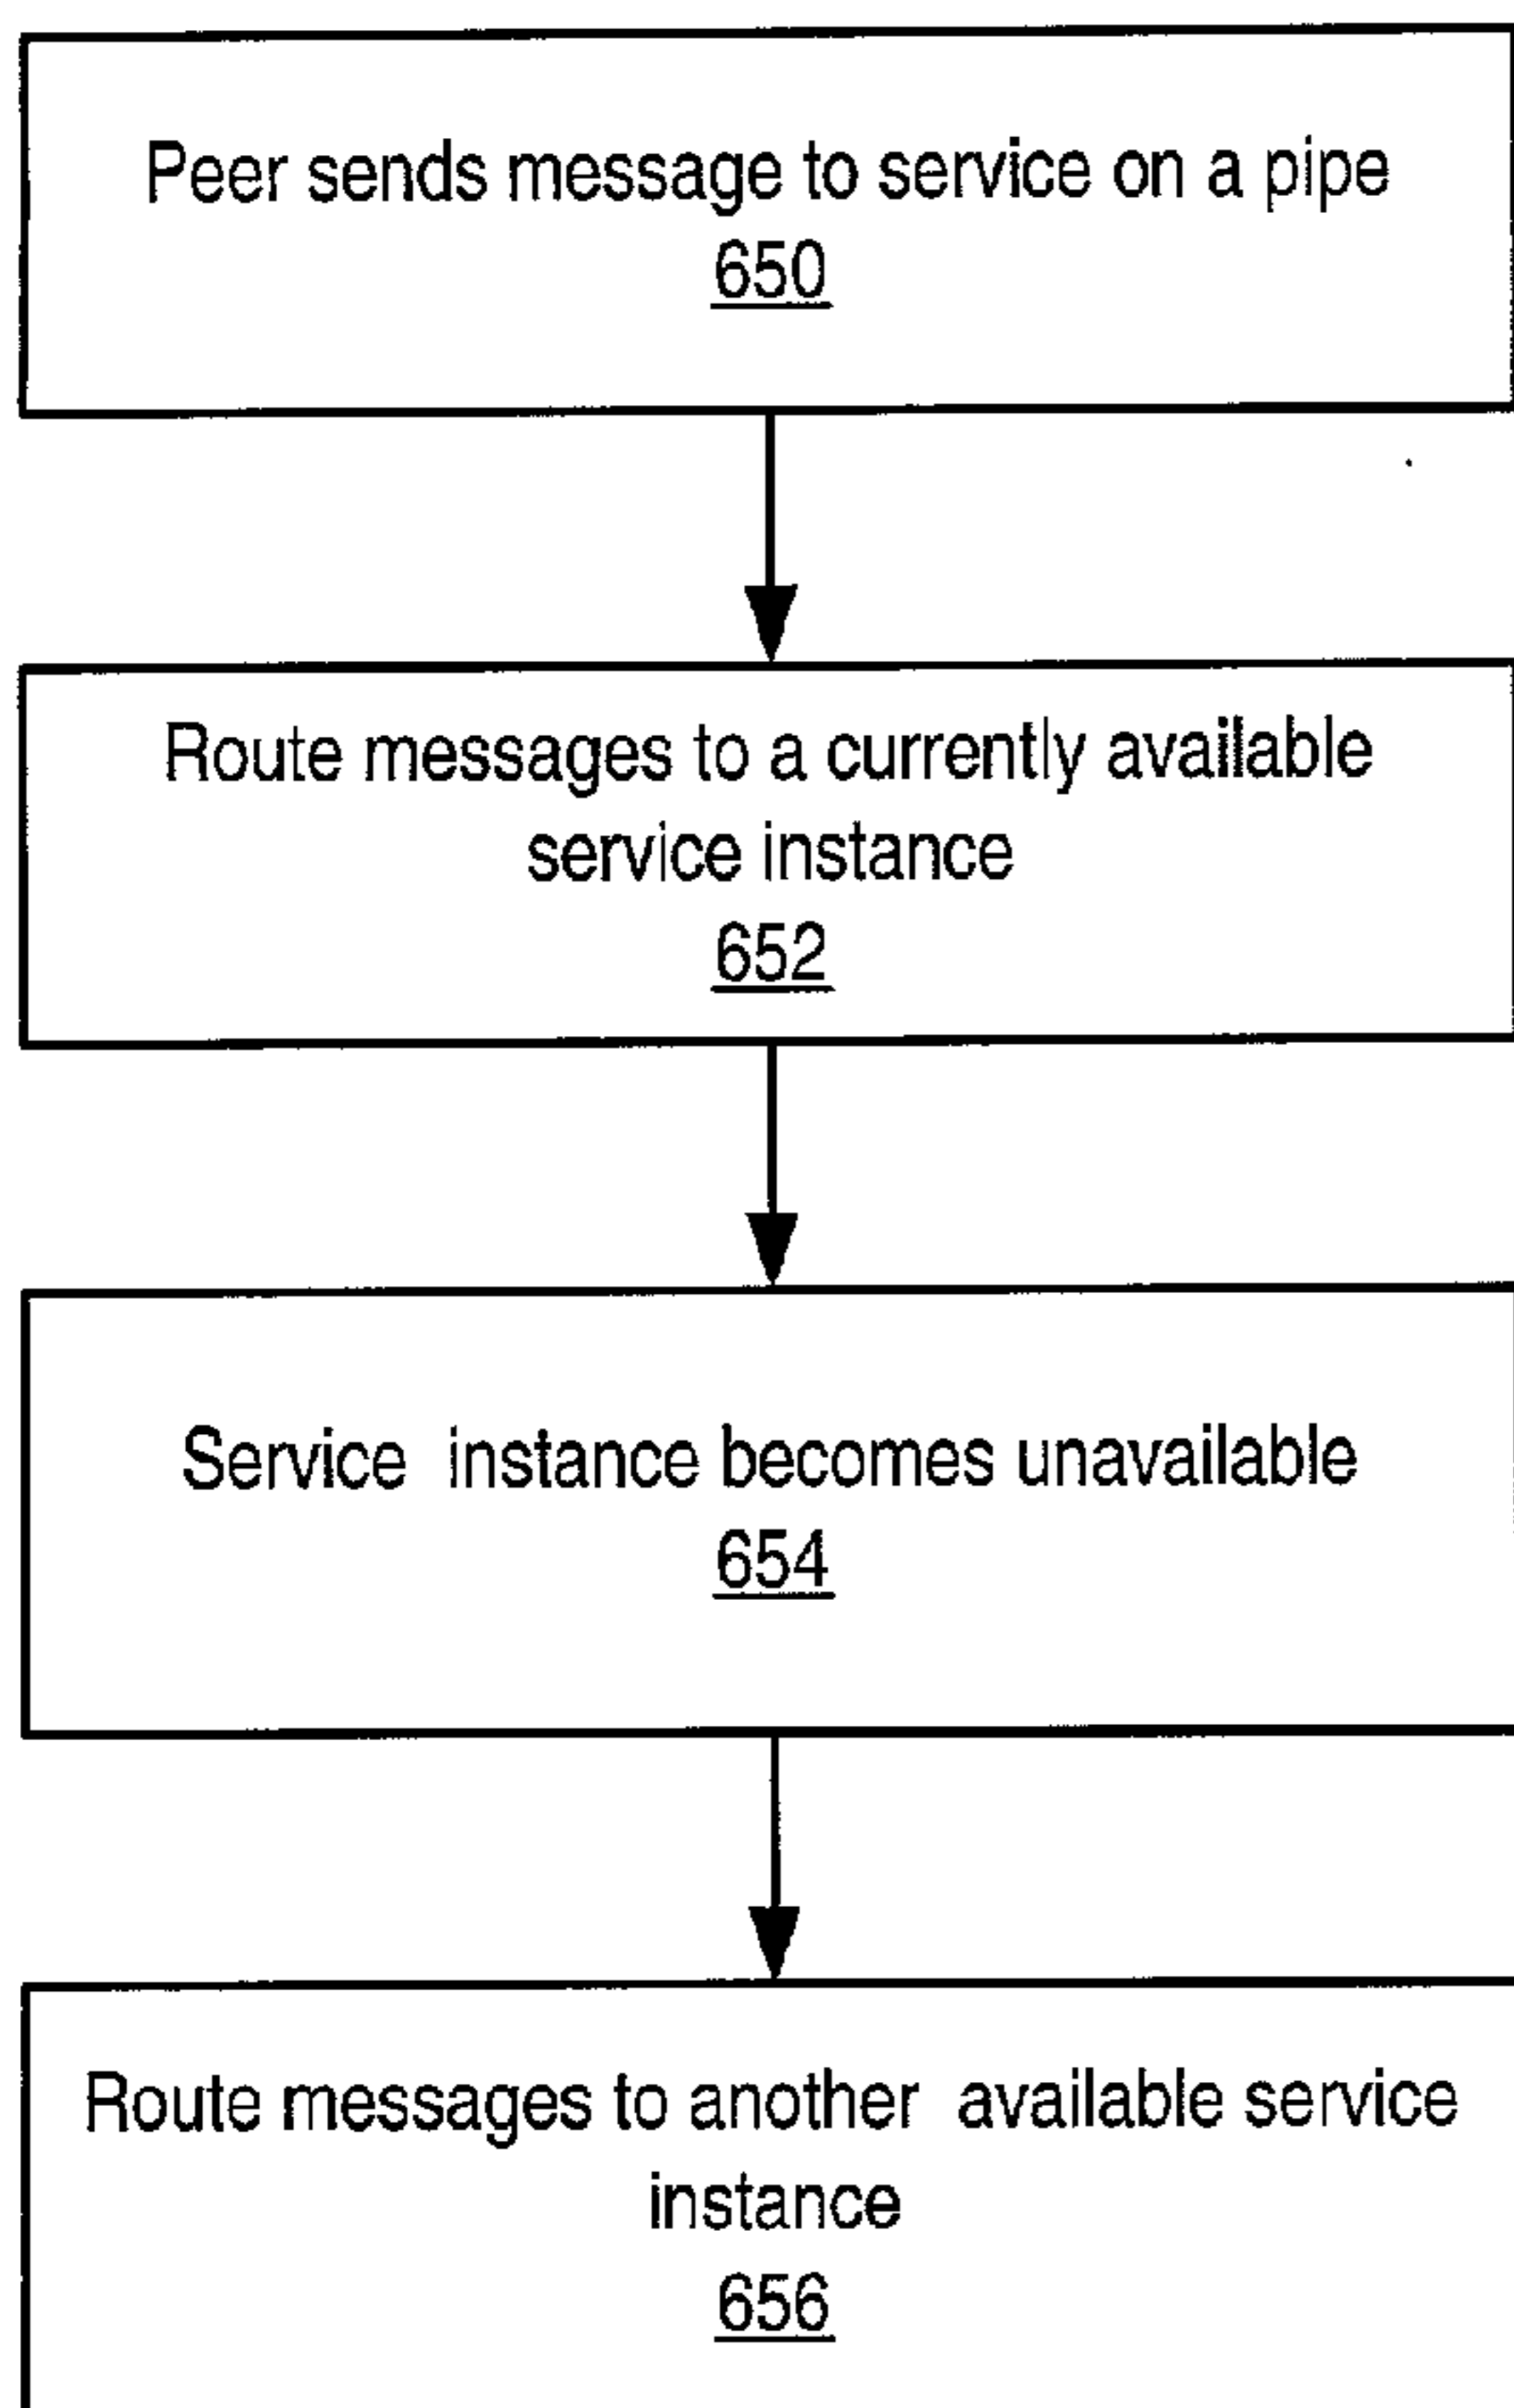 Peer sends message to service on a pipe
650
Route messages to a currently available
service instance
652
Service instance becomes unavailable
654
Route messages to another available service
instance
656